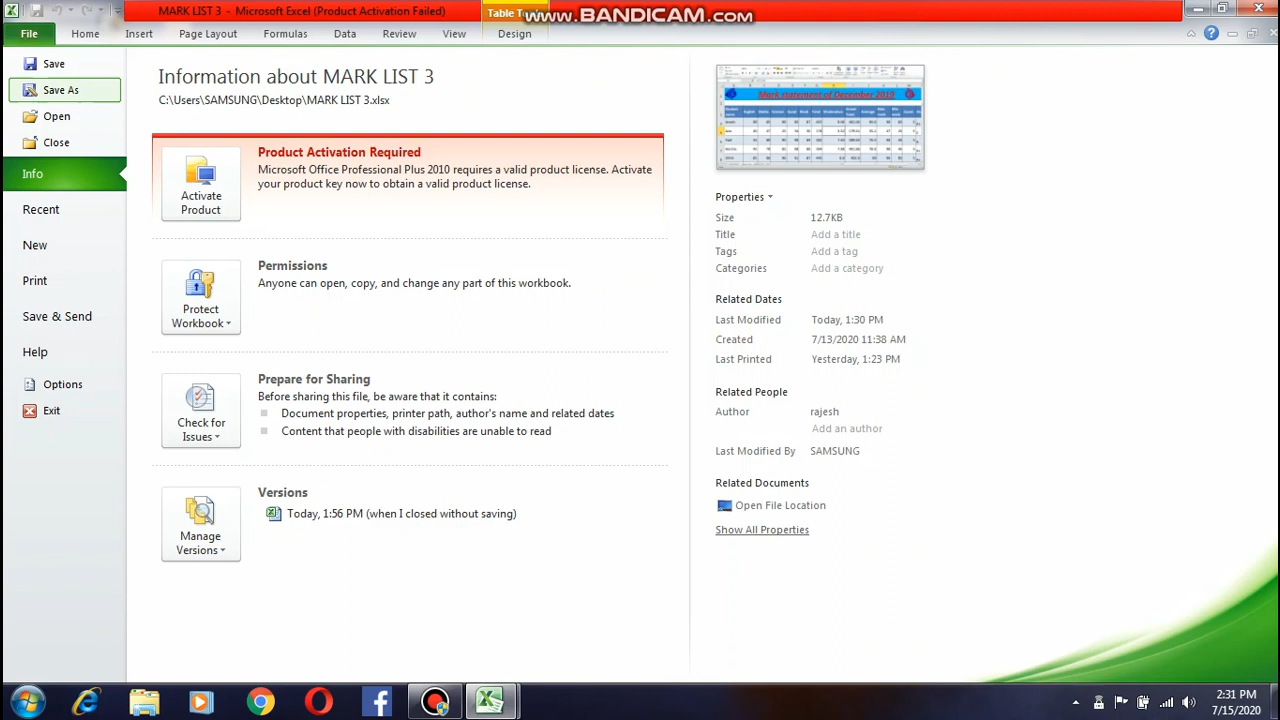 MARK LIST 3 - Microsoft Excel (Product Activation Failed)
www.BANDICAM.com
File
Home
Insert
Page Layout
Formulas
Data
Review
View
Design
Save
Save As
Open
Close
Info
Recent
New
Print
Save & Send
Help
Options
Exit
Information about MARK LIST 3
SAMSUNG\Desktop\MARK LIST 3.xlsx
Activate
Product
Product Activation Required
Microsoft Office Professional Plus 2010 requires a valid product license. Activate
your product key now to obtain a valid product license.
Protect
Workbook
Permissions
Anyone can open, copy, and change any part of this workbook.
Check for
Issues
Prepare for Sharing
Before sharing this file, be aware that it contains:
Document properties, printer path, author's name and related dates
Content that people with disabilities are unable to read
Manage
Versions
Versions
Today, 1:56 PM (when I closed without saving)
Mark statement of December 2019
Properties
Size 12.7KB
Title Add a title
Tags Add a tag
Categories Add a category
Related Dates
Last Modified Today, 1:30 PM
Created 7/13/2020 11:38 AM
Last Printed Yesterday, 1:23 PM
Related People
Author rajesh
Add an author
Last Modified By SAMSUNG
Related Documents
Open File Location
Show All Properties
2:31 PM
7/15/2020